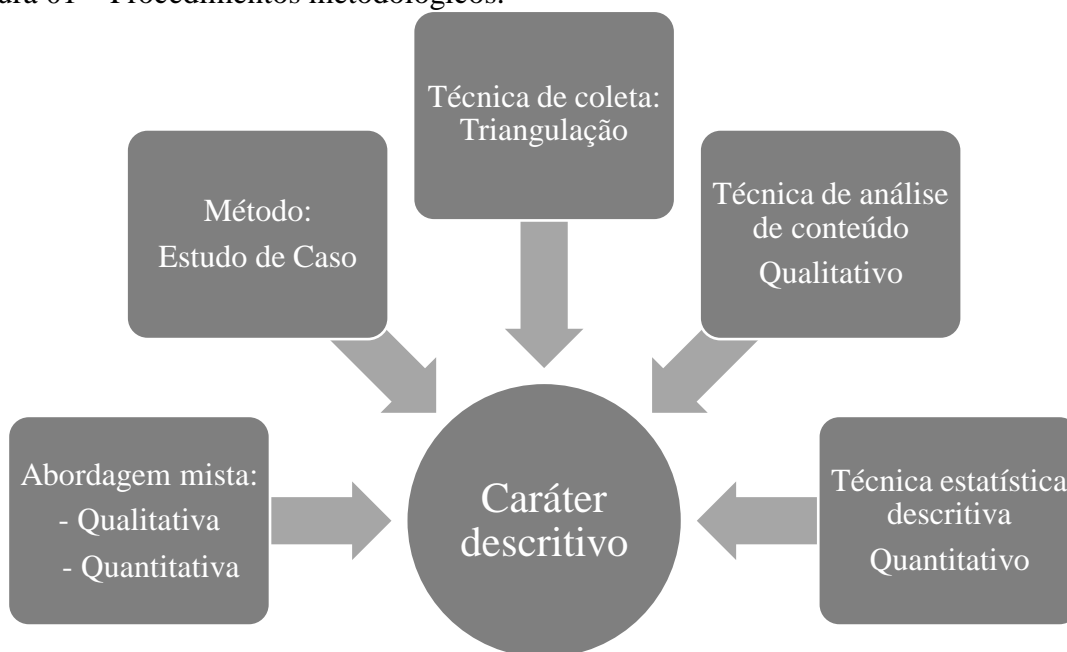 01 – Procedimentos metodológicos.
Técnica de coleta:
Triangulação
Método:
Estudo de Caso
Técnica de análise
de conteúdo
Qualitativo
Abordagem mista:
- Qualitativa
- Quantitativa
Caráter
descritivo
Técnica estatística
descritiva
Quantitativo